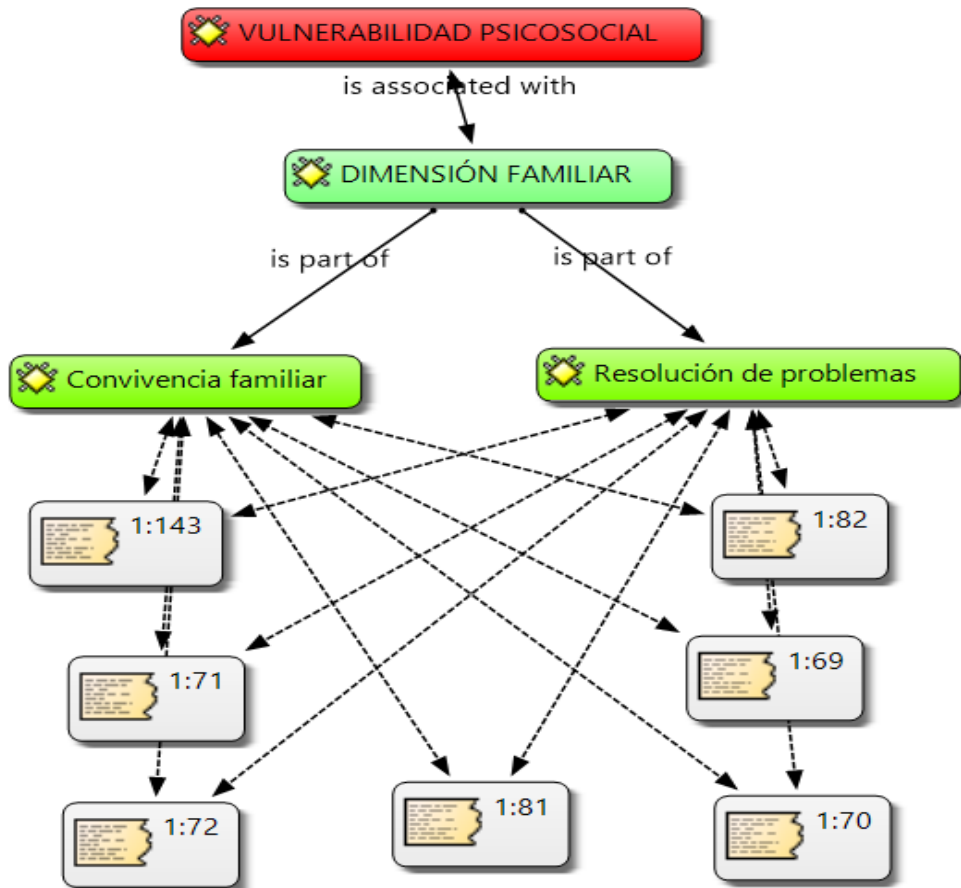 VULNERABILIDAD PSICOSOCIAL
is associated with
DIMENSIÓN FAMILIAR
is part of
is part of
Convivencia familiar
Resolución de problemas
1:143
1:82
1:71
1:69
1:72
1:81
1:70